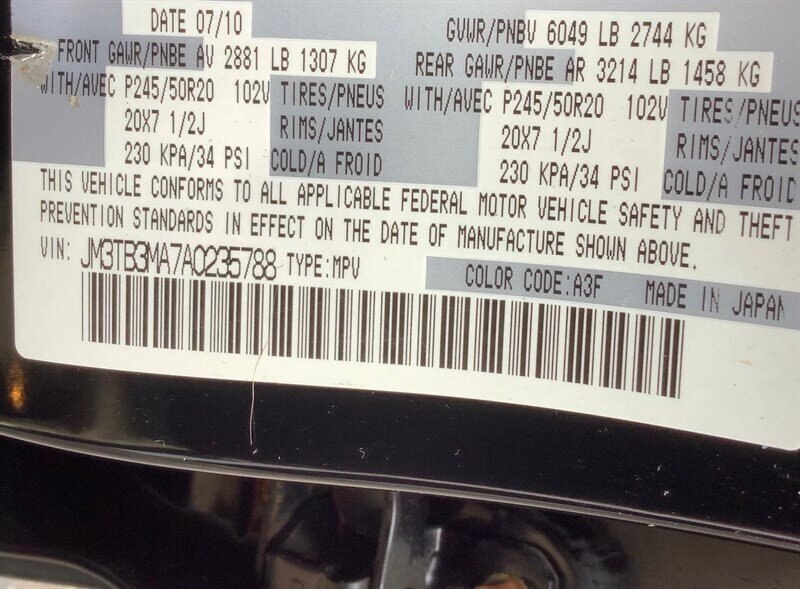 DATE 07/10
GVWR/PNBV 6049 LB 2744 KG
FRONT GAWR/PNBE AV 2881 LB 1307 KG
REAR GAWR/PNBE AR 3214 LB 1458 KG
WITH/AVEC P245/50R20 102V TIRES/PNEUS WITH/AVEC P245/50R20 102V TIRES/PNEUS
20X7 1/2J RIMS/JANTES 20X7 1/2J RIMS/JANTES
230 KPA/34 PSI COLD/A FROID 230 KPA/34 PSI COLD/A FROID
THIS VEHICLE CONFORMS TO ALL APPLICABLE FEDERAL MOTOR VEHICLE SAFETY AND THEFT
PREVENTION STANDARDS IN EFFECT ON THE DATE OF MANUFACTURE SHOWN ABOVE.
VIN: JM3TB3MA7A0235788 TYPE:MPV
COLOR CODE:A3F MADE IN JAPAN